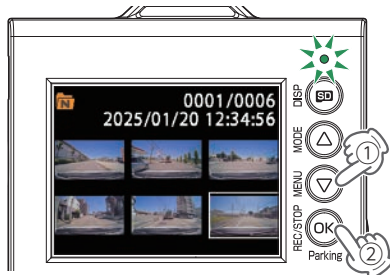 N
0001/0006
2025/01/20 12:34:56
DISP
SD
MODE
MENU
①
REC/STOP
OK
Parking
②